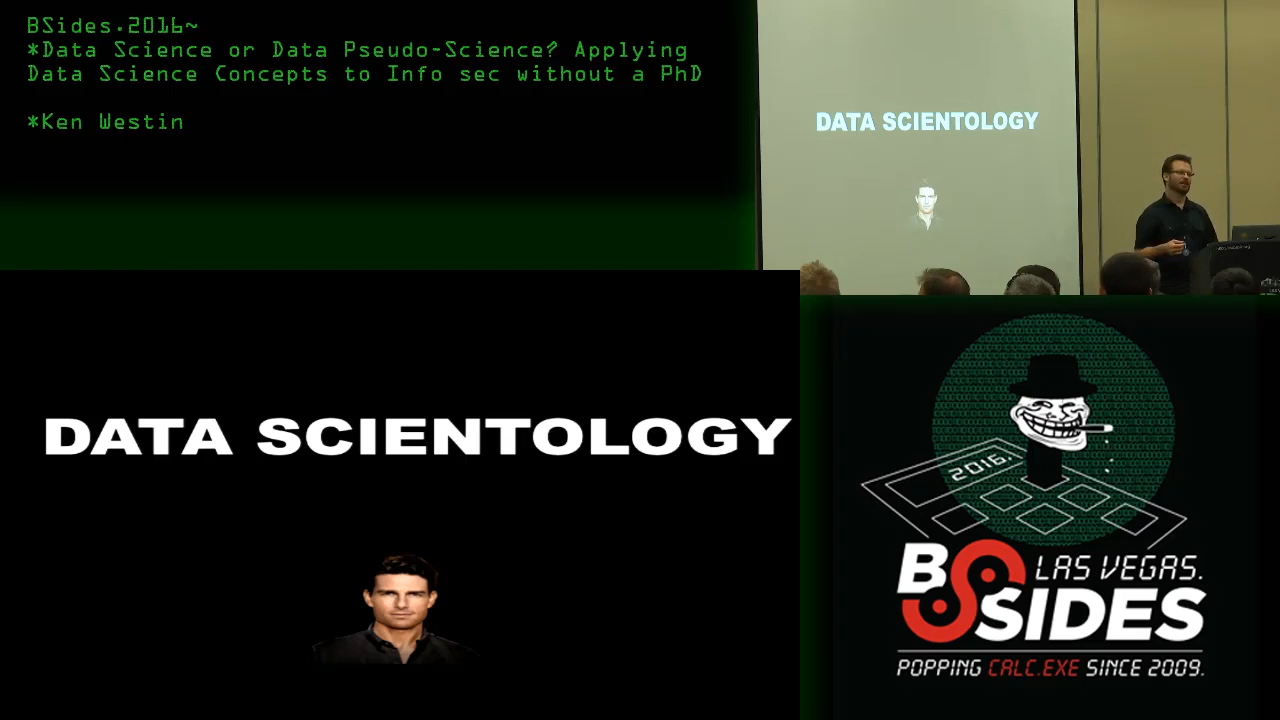 BSides.2016~
*Data Science or Data Pseudo-Science? Applying
Data Science Concepts to Info sec without a PhD
*Ken Westin
DATA SCIENTOLOGY
DATA SCIENTOLOGY
2016.
BSIDES
LAS VEGAS.
POPPING CALC.EXE SINCE 2009.